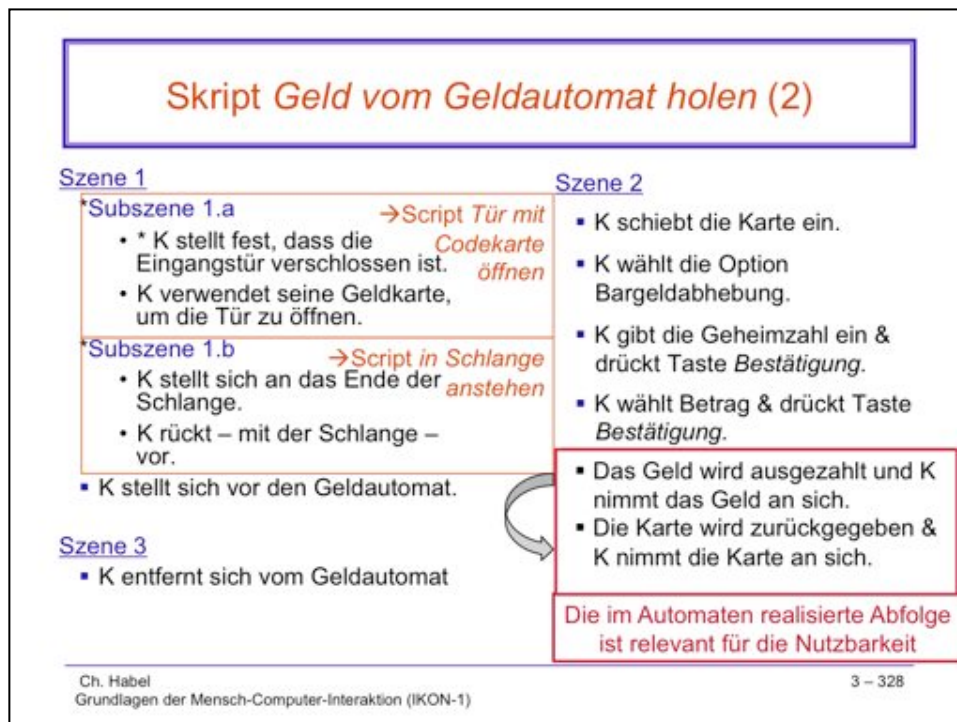 Skript Geld vom Geldautomat holen (2)
Szene 1
*Subszene 1.a
→Script Tür mit
Codekarte
öffnen
• * K stellt fest, dass die
Eingangstür verschlossen ist.
• K verwendet seine Geldkarte,
um die Tür zu öffnen.
*Subszene 1.b
→Script in Schlange
anstehen
• K stellt sich an das Ende der
Schlange.
• K rückt – mit der Schlange –
vor.
▪ K stellt sich vor den Geldautomat.
Szene 3
▪ K entfernt sich vom Geldautomat
Szene 2
▪ K schiebt die Karte ein.
▪ K wählt die Option
Bargeldabhebung.
▪ K gibt die Geheimzahl ein &
drückt Taste Bestätigung.
▪ K wählt Betrag & drückt Taste
Bestätigung.
▪ Das Geld wird ausgezahlt und K
nimmt das Geld an sich.
▪ Die Karte wird zurückgegeben &
K nimmt die Karte an sich.
Die im Automaten realisierte Abfolge
ist relevant für die Nutzbarkeit
Ch. Habel
Grundlagen der Mensch-Computer-Interaktion (IKON-1)
3 – 328